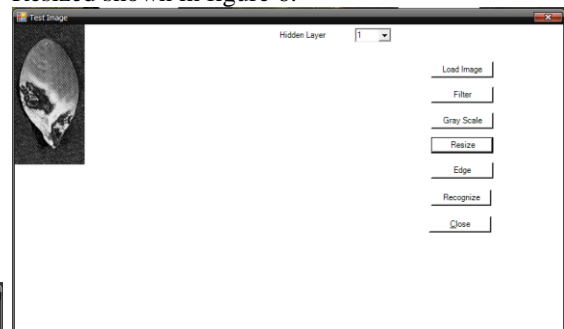 Resized shown in figure 6.
Test Image
Hidden Layer 1
Load Image
Filter
Gray Scale
Resize
Edge
Recognize
Close